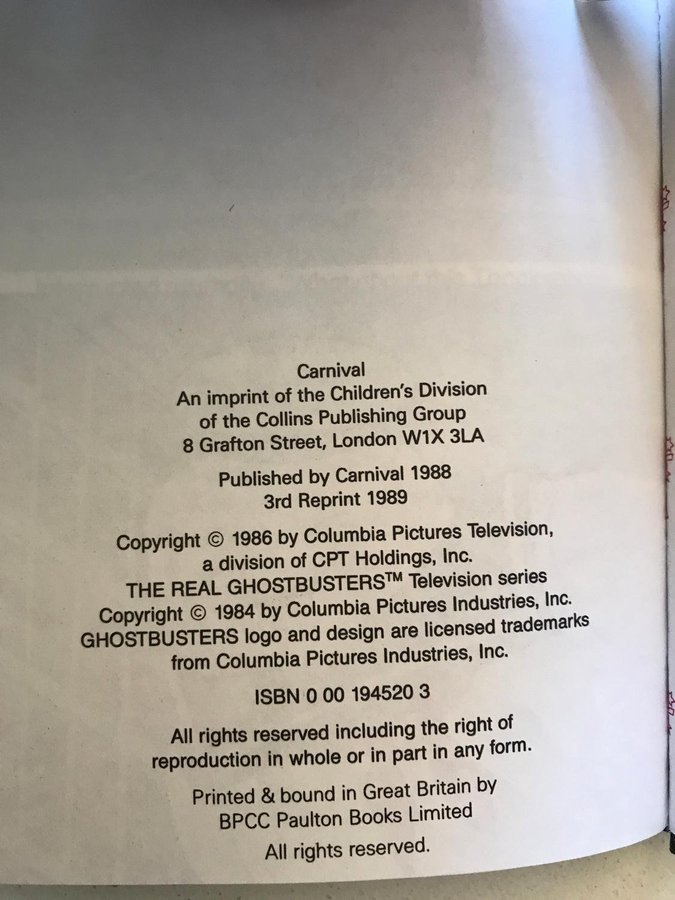 Carnival
An imprint of the Children's Division
of the Collins Publishing Group
8 Grafton Street, London W1X 3LA
Published by Carnival 1988
3rd Reprint 1989
Copyright © 1986 by Columbia Pictures Television,
a division of CPT Holdings, Inc.
THE REAL GHOSTBUSTERS™ Television series
Copyright © 1984 by Columbia Pictures Industries, Inc.
GHOSTBUSTERS logo and design are licensed trademarks
from Columbia Pictures Industries, Inc.
ISBN 0 00 194520 3
All rights reserved including the right of
reproduction in whole or in part in any form.
Printed & bound in Great Britain by
BPCC Paulton Books Limited
All rights reserved.